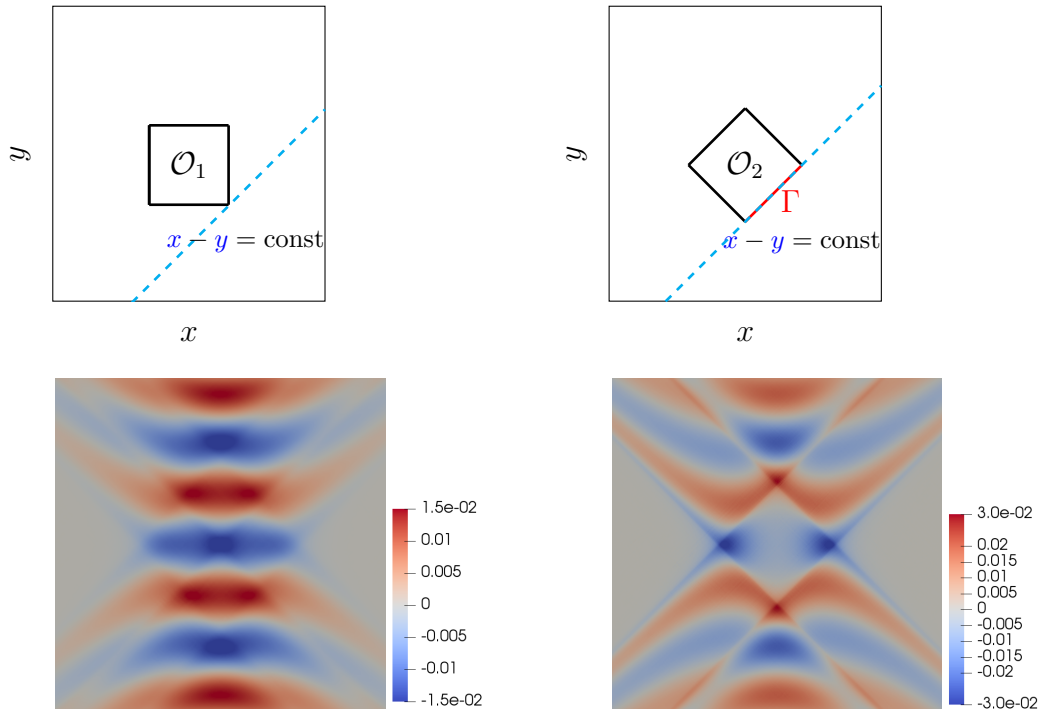 y
𝒪₁
x − y = const
x
y
𝒪₂
Γ
x − y = const
x
1.5e-02
0.01
0.005
0
-0.005
-0.01
-1.5e-02
3.0e-02
0.02
0.015
0.01
0.005
0
-0.005
-0.01
-0.015
-0.02
-3.0e-02